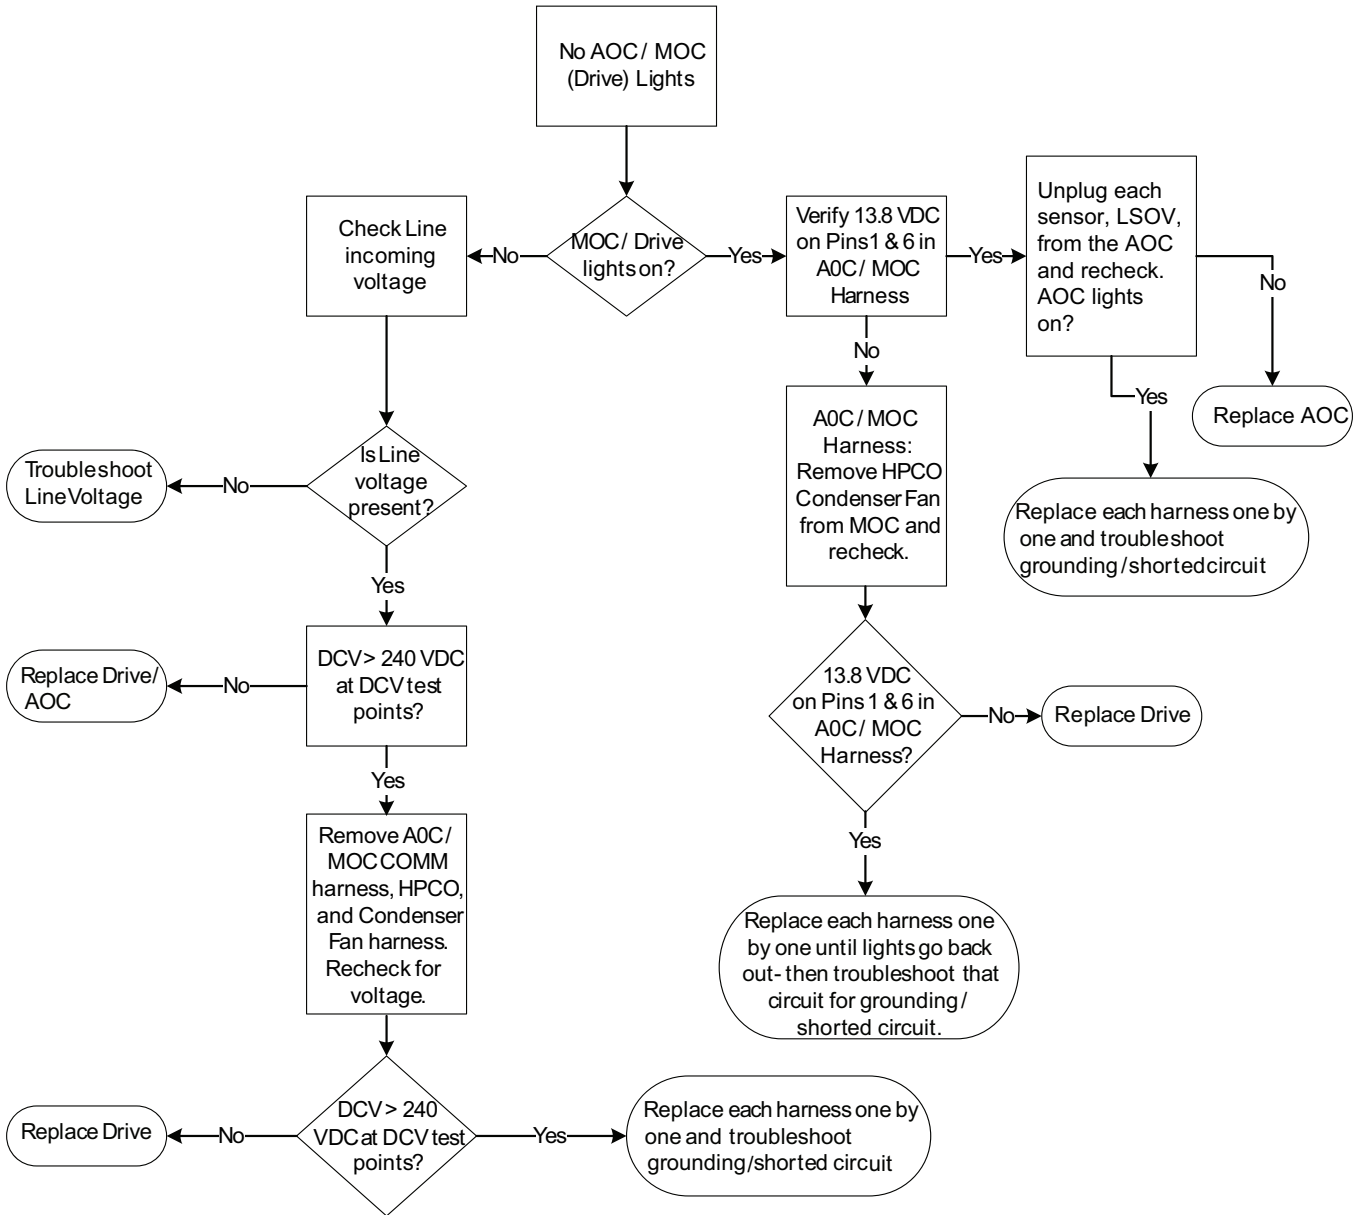 No AOC / MOC
(Drive) Lights
MOC / Drive
lights on?
No
Check Line
incoming
voltage
Is Line
voltage
present?
No
Troubleshoot
Line Voltage
Yes
DCV > 240 VDC
at DCV test
points?
No
Replace Drive/
AOC
Yes
Remove A0C/
MOC COMM
harness, HPCO,
and Condenser
Fan harness.
Recheck for
voltage.
DCV > 240
VDC at DCV test
points?
No
Replace Drive
Yes
Replace each harness one by
one and troubleshoot
grounding/shorted circuit
Yes
Verify 13.8 VDC
on Pins 1 & 6 in
A0C / MOC
Harness
No
A0C / MOC
Harness:
Remove HPCO
Condenser Fan
from MOC and
recheck.
13.8 VDC
on Pins 1 & 6 in
A0C / MOC
Harness?
No
Replace Drive
Yes
Replace each harness one
by one until lights go back
out- then troubleshoot that
circuit for grounding /
shorted circuit.
Yes
Unplug each
sensor, LSOV,
from the AOC
and recheck.
AOC lights
on?
No
Replace AOC
Yes
Replace each harness one by
one and troubleshoot
grounding /shorted circuit